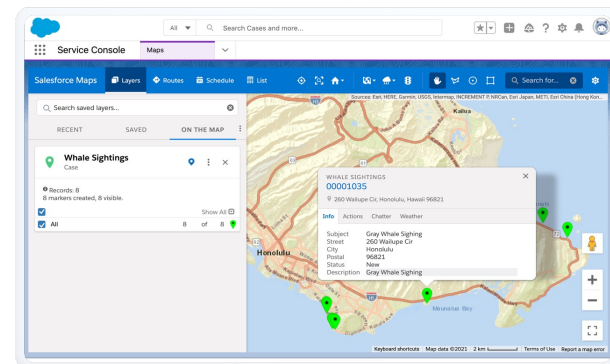 All
Search Cases and more...
Service Console
Maps
Salesforce Maps
Layers
Routes
Schedule
List
Search for...
Search saved layers...
RECENT
SAVED
ON THE MAP
Whale Sightings
Case
Records: 8
8 markers created, 8 visible.
Show All
All 8 of 8
Sources: Esri, HERE, Garmin, USGS, Intermap, INCREMENT P, NRCan, Esri Japan, METI, Esri China (Hong Kon...
Kailua
WHALE SIGHTINGS
00001035
260 Wailupe Cir, Honolulu, Hawaii 96821
Info Actions Chatter Weather
Subject Gray Whale Sighing
Street 260 Wailupe Cir
City Honolulu
Postal 96821
Status New
Description Gray Whale Sighing
Honolulu
Maunalua Bay
Keyboard shortcuts Map data ©2021 2 km Terms of Use Report a map error